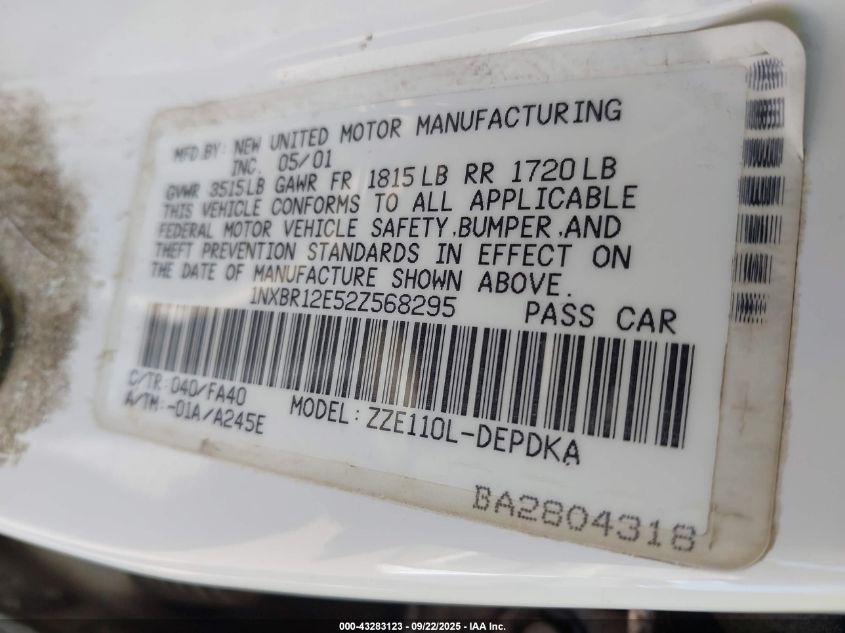 MFD.BY: NEW UNITED MOTOR MANUFACTURING
INC. 05/01
GVWR 3515LB GAWR FR 1815LB RR 1720LB
THIS VEHICLE CONFORMS TO ALL APPLICABLE
FEDERAL MOTOR VEHICLE SAFETY,BUMPER,AND
THEFT PREVENTION STANDARDS IN EFFECT ON
THE DATE OF MANUFACTURE SHOWN ABOVE.
1NXBR12E52Z568295 PASS CAR
C/TR: 040/FA40
A/TM:-01A/A245E MODEL: ZZE110L-DEPDKA
BA2804318
000-43283123 - 09/22/2025 - IAA Inc.